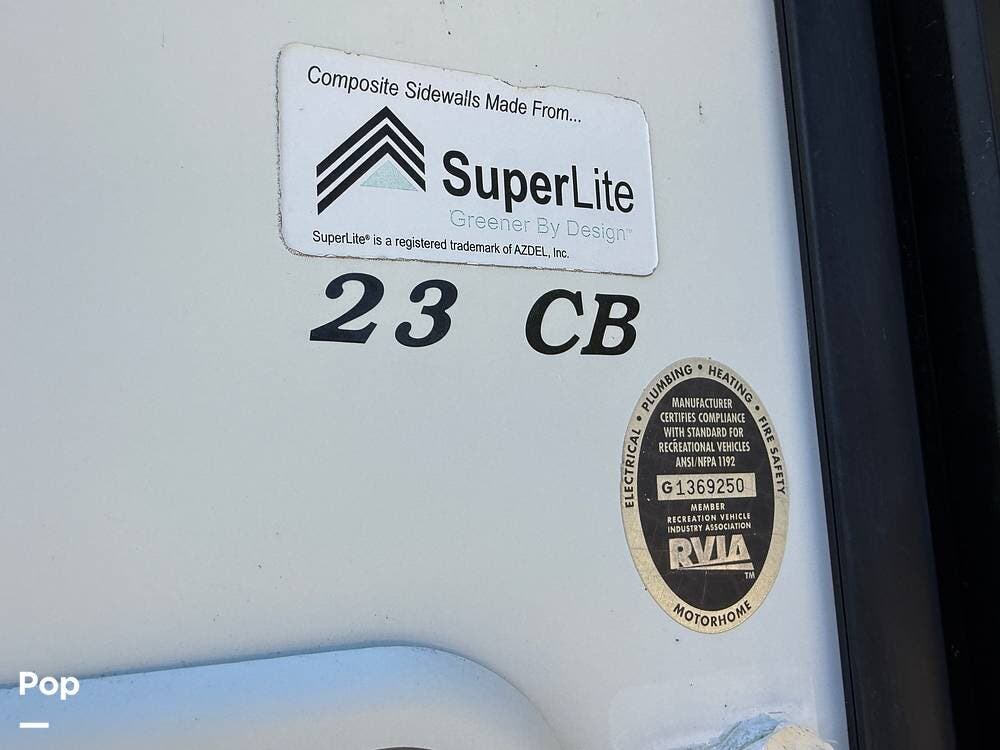 Composite Sidewalls Made From...
SuperLite
Greener By Design™
SuperLite® is a registered trademark of AZDEL, Inc.
23 CB
ELECTRICAL • PLUMBING • HEATING • FIRE SAFETY
MANUFACTURER
CERTIFIES COMPLIANCE
WITH STANDARD FOR
RECREATIONAL VEHICLES
ANSI/NFPA 1192
G1369250
MEMBER
RECREATION VEHICLE
INDUSTRY ASSOCIATION
RVIA™
MOTORHOME
Pop